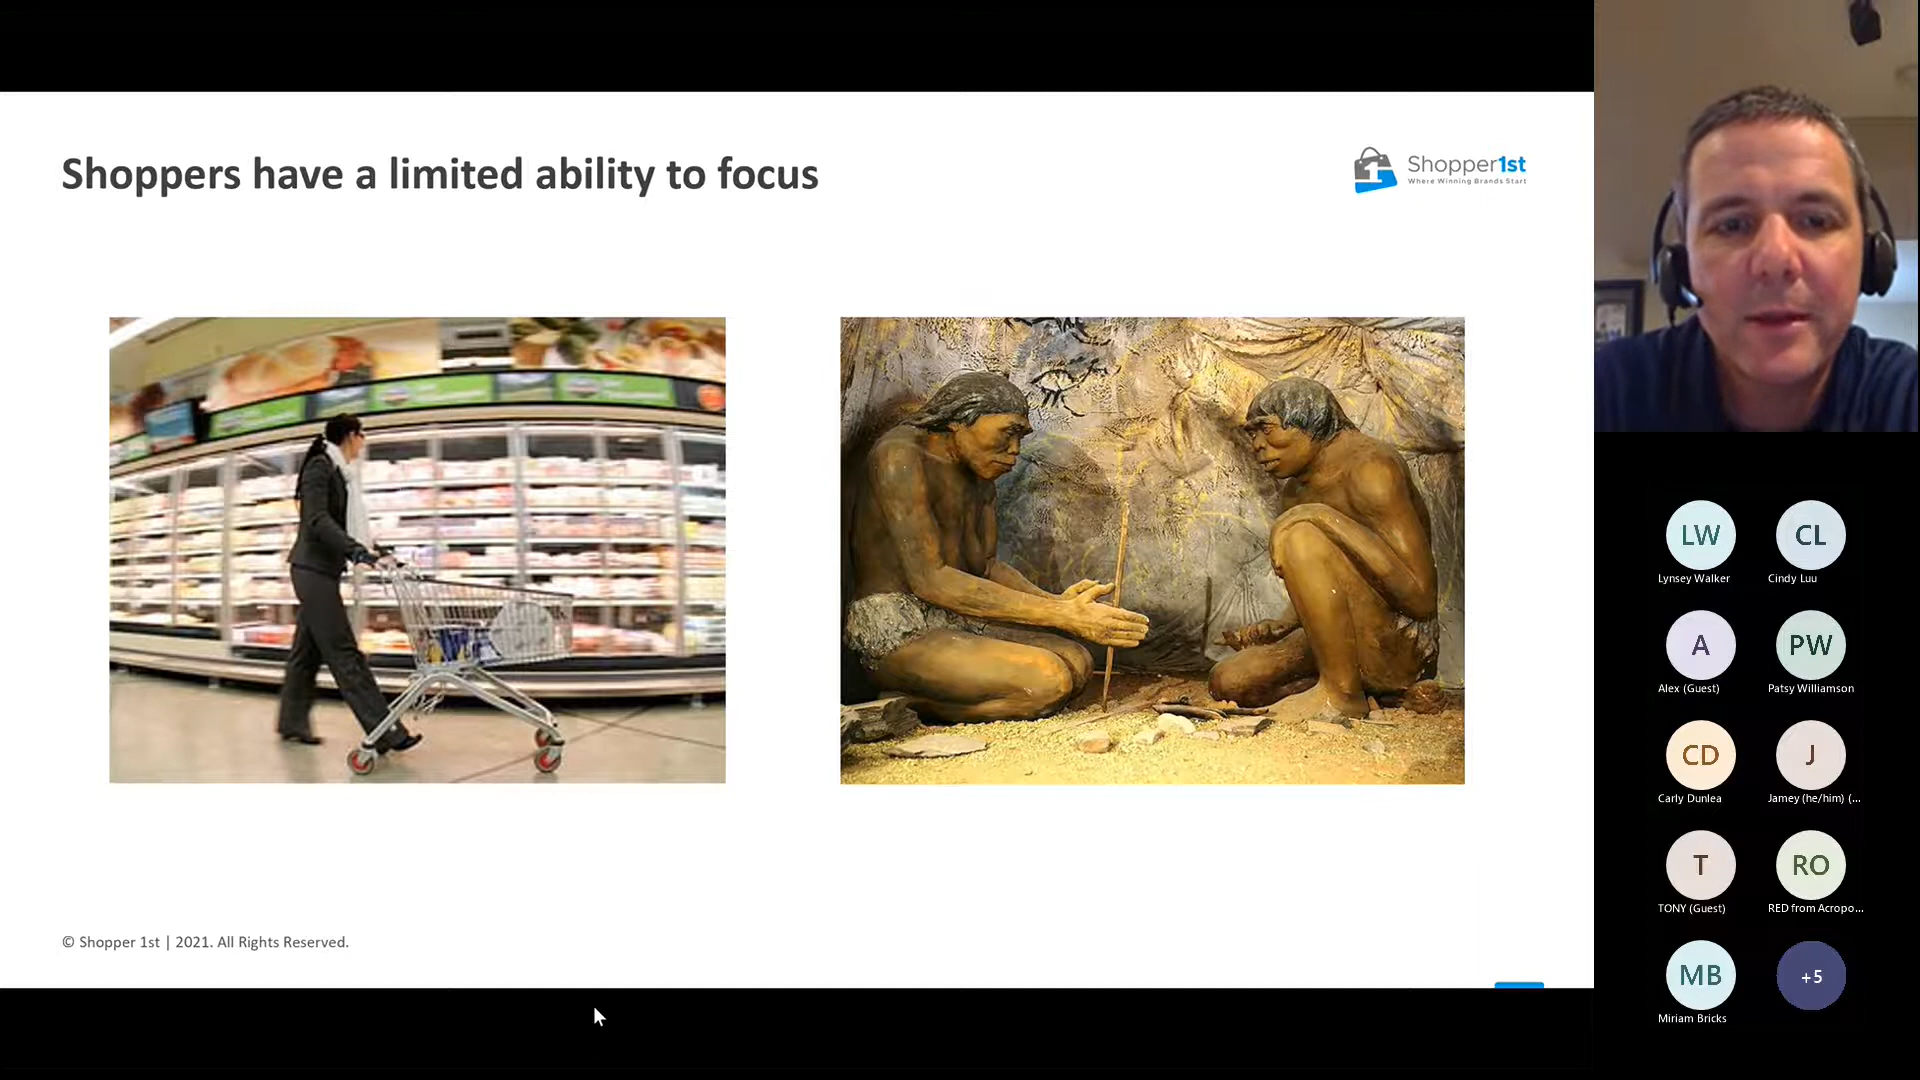 Shoppers have a limited ability to focus
Shopper1st
Where Winning Brands Start
© Shopper 1st | 2021. All Rights Reserved.
LW
CL
Lynsey Walker
Cindy Luu
A
PW
Alex (Guest)
Patsy Williamson
CD
J
Carly Dunlea
Jamey (he/him) (...
T
RO
TONY (Guest)
RED from Acropo...
MB
+5
Miriam Bricks